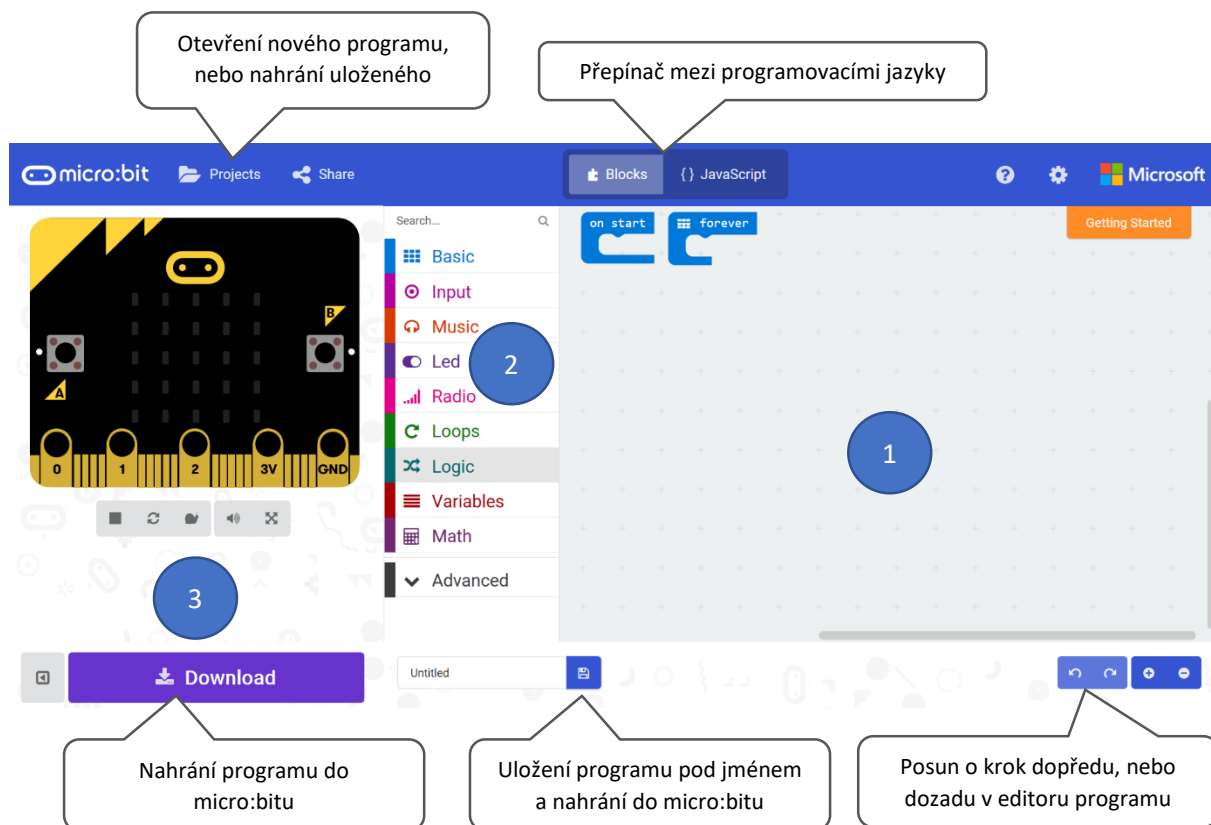 Otevření nového programu,
nebo nahrání uloženého
Přepínač mezi programovacími jazyky
micro:bit
Projects
Share
Blocks
{} JavaScript
?
Microsoft
Search...
Basic
Input
Music
Led
Radio
Loops
Logic
Variables
Math
Advanced
on start
forever
Getting Started
B
A
0
1
2
3V
GND
2
1
3
Download
Untitled
Nahrání programu do
micro:bitu
Uložení programu pod jménem
a nahrání do micro:bitu
Posun o krok dopředu, nebo
dozadu v editoru programu